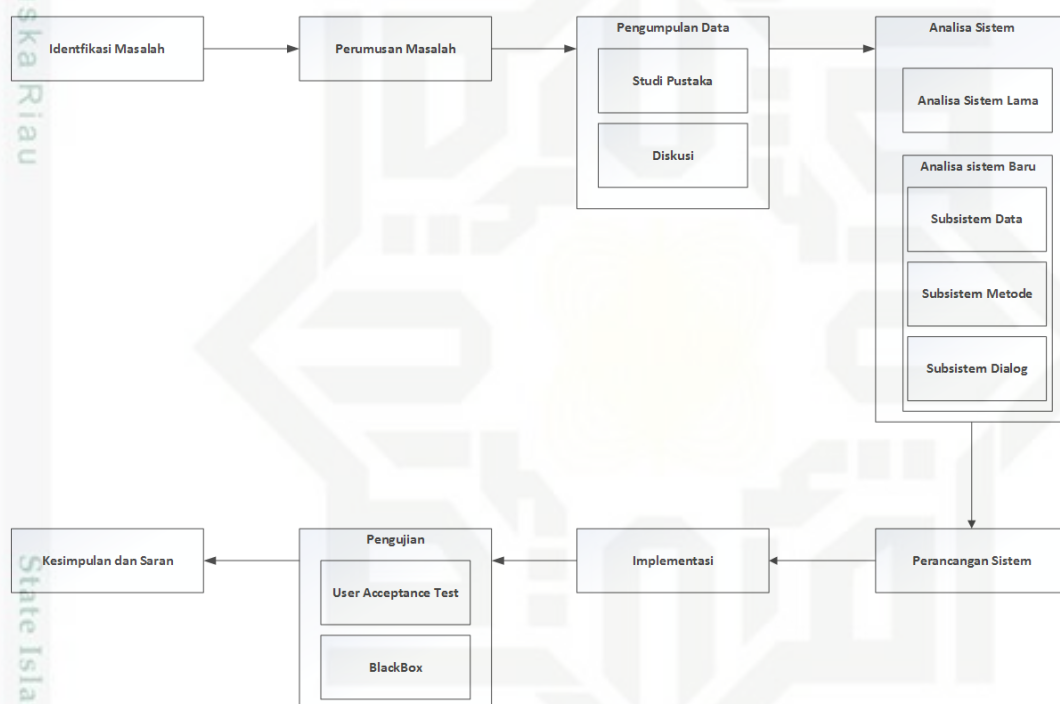 Identfikasi Masalah
Perumusan Masalah
Pengumpulan Data
Studi Pustaka
Diskusi
Analisa Sistem
Analisa Sistem Lama
Analisa sistem Baru
Subsistem Data
Subsistem Metode
Subsistem Dialog
Perancangan Sistem
Implementasi
Pengujian
User Acceptance Test
BlackBox
Kesimpulan dan Saran
ska Riau
State Isla